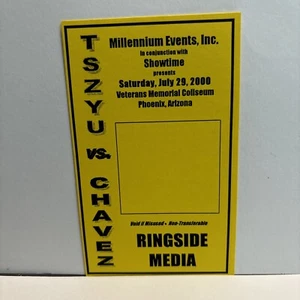 TSZYU vs. CHAVEZ
Millennium Events, Inc.
in conjunction with
Showtime
presents
Saturday, July 29, 2000
Veterans Memorial Coliseum
Phoenix, Arizona
Void if Misused • Non-Transferable
RINGSIDE
MEDIA